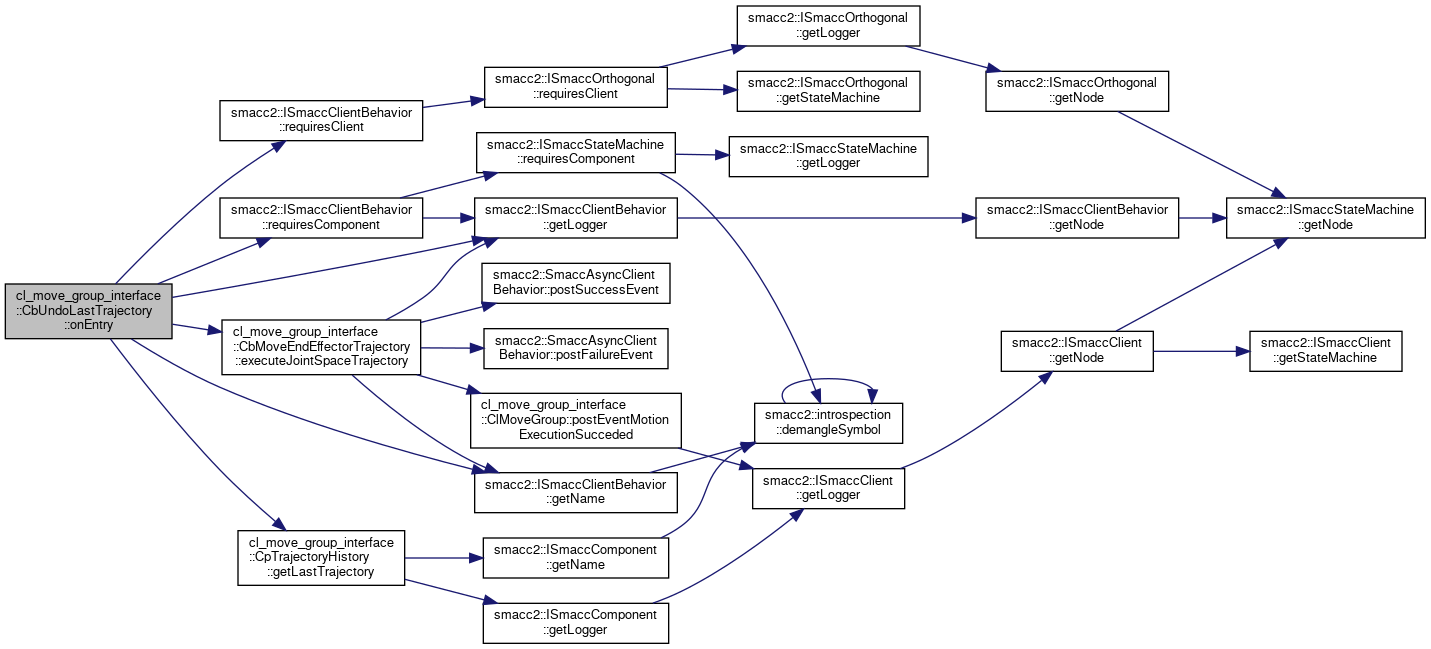 smacc2::ISmaccOrthogonal
::getLogger
smacc2::ISmaccOrthogonal
::requiresClient
smacc2::ISmaccOrthogonal
::getStateMachine
smacc2::ISmaccOrthogonal
::getNode
smacc2::ISmaccClientBehavior
::requiresClient
smacc2::ISmaccStateMachine
::requiresComponent
smacc2::ISmaccStateMachine
::getLogger
smacc2::ISmaccClientBehavior
::requiresComponent
smacc2::ISmaccClientBehavior
::getLogger
smacc2::ISmaccClientBehavior
::getNode
smacc2::ISmaccStateMachine
::getNode
cl_move_group_interface
::CbUndoLastTrajectory
::onEntry
smacc2::SmaccAsyncClient
Behavior::postSuccessEvent
cl_move_group_interface
::CbMoveEndEffectorTrajectory
::executeJointSpaceTrajectory
smacc2::SmaccAsyncClient
Behavior::postFailureEvent
smacc2::ISmaccClient
::getNode
smacc2::ISmaccClient
::getStateMachine
cl_move_group_interface
::ClMoveGroup::postEventMotion
ExecutionSucceded
smacc2::introspection
::demangleSymbol
smacc2::ISmaccClientBehavior
::getName
smacc2::ISmaccClient
::getLogger
cl_move_group_interface
::CpTrajectoryHistory
::getLastTrajectory
smacc2::ISmaccComponent
::getName
smacc2::ISmaccComponent
::getLogger